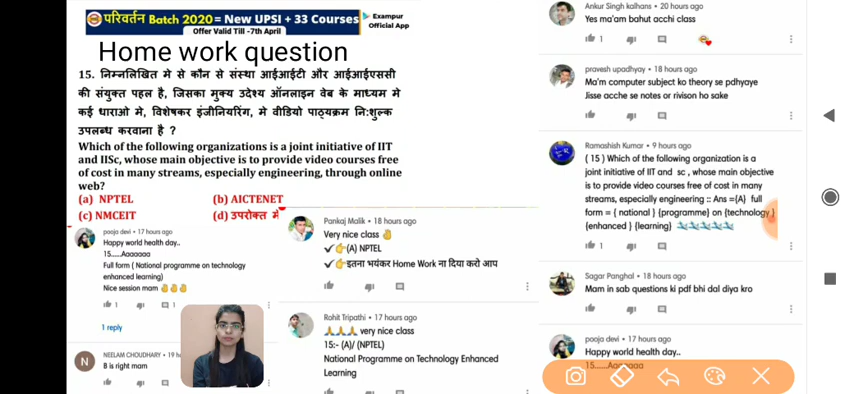 परिवर्तन Batch 2020 = New UPSI + 33 Courses
Offer Valid Till -7th April
Exampur
Official App
Home work question
15. निम्नलिखित मे से कौन से संस्था आईआईटी और आईआईएससी
की संयुक्त पहल है, जिसका मुख्य उदेश्य ऑनलाइन वेब के माध्यम मे
कई धाराओ मे, विशेषकर इंजीनियरिंग, मे वीडियो पाठ्यक्रम नि:शुल्क
उपलब्ध करवाना है ?
Which of the following organizations is a joint initiative of IIT
and IISc, whose main objective is to provide video courses free
of cost in many streams, especially engineering, through online
web?
(a) NPTEL (b) AICTENET
(c) NMCEIT (d) उपरोक्त मे
pooja devi • 17 hours ago
Happy world health day..
15.....Aaaaaaa
Full form ( National programme on technology
enhanced learning)
Nice session mam
1 1
1 reply
N
NEELAM CHOUDHARY • 19 h
B is right mam
Pankaj Malik • 18 hours ago
Very nice class
(A) NPTEL
इतना भयंकर Home Work ना दिया करो आप
Rohit Tripathi • 17 hours ago
very nice class
15:- (A)/ (NPTEL)
National Programme on Technology Enhanced
Learning
Ankur Singh kalhans • 20 hours ago
Yes ma'am bahut acchi class
1
pravesh upadhyay • 18 hours ago
Ma'm computer subject ko theory se pdhyaye
Jisse acche se notes or rivison ho sake
Ramashish Kumar • 9 hours ago
( 15 ) Which of the following organization is a
joint initiative of IIT and sc , whose main objective
is to provide video courses free of cost in many
streams, especially engineering :: Ans ={A} full
form = { national } {programme} on {technology }
{enhanced } {learning}
1
Sagar Panghal • 18 hours ago
Mam in sab questions ki pdf bhi dal diya kro
pooja devi • 17 hours ago
Happy world health day..
15.....Aaaaaaa